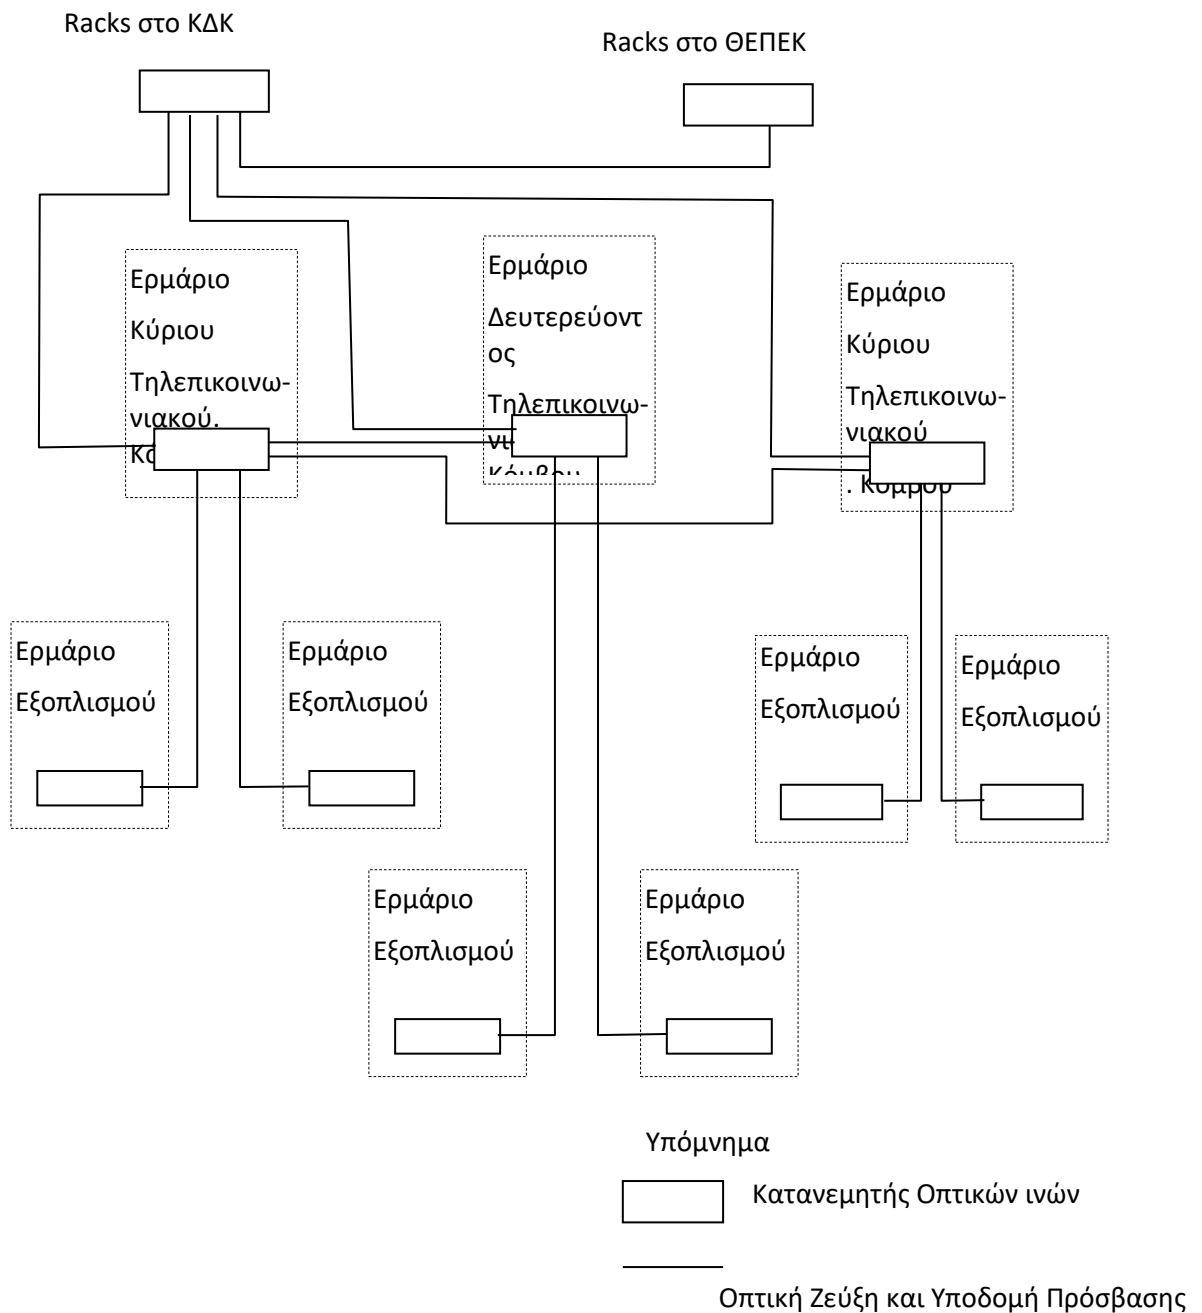 Racks στο ΚΔΚ
Racks στο ΘΕΠΕΚ
Ερμάριο
Κύριου
Τηλεπικοινω-
νιακού.
Ερμάριο
Δευτερεύοντ
ος
Τηλεπικοινω-
Ερμάριο
Κύριου
Τηλεπικοινω-
νιακού
Ερμάριο
Εξοπλισμού
Ερμάριο
Εξοπλισμού
Ερμάριο
Εξοπλισμού
Ερμάριο
Εξοπλισμού
Ερμάριο
Εξοπλισμού
Ερμάριο
Εξοπλισμού
Υπόμνημα
Κατανεμητής Οπτικών ινών
Οπτική Ζεύξη και Υποδομή Πρόσβασης